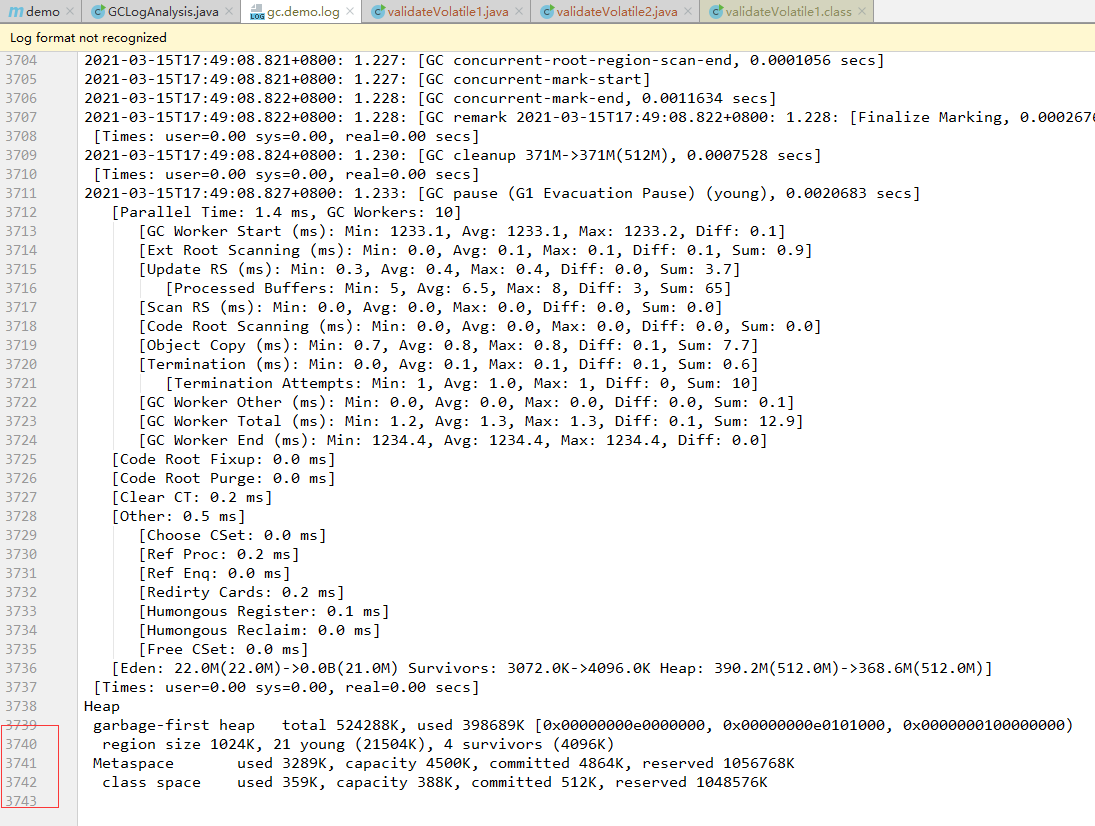 demo GCLogAnalysis.java gc.demo.log validateVolatile1.java validateVolatile2.java validateVolatile1.class
Log format not recognized
3704 2021-03-15T17:49:08.821+0800: 1.227: [GC concurrent-root-region-scan-end, 0.0001056 secs]
3705 2021-03-15T17:49:08.821+0800: 1.227: [GC concurrent-mark-start]
3706 2021-03-15T17:49:08.822+0800: 1.228: [GC concurrent-mark-end, 0.0011634 secs]
3707 2021-03-15T17:49:08.822+0800: 1.228: [GC remark 2021-03-15T17:49:08.822+0800: 1.228: [Finalize Marking, 0.000267
3708 [Times: user=0.00 sys=0.00, real=0.00 secs]
3709 2021-03-15T17:49:08.824+0800: 1.230: [GC cleanup 371M->371M(512M), 0.0007528 secs]
3710 [Times: user=0.00 sys=0.00, real=0.00 secs]
3711 2021-03-15T17:49:08.827+0800: 1.233: [GC pause (G1 Evacuation Pause) (young), 0.0020683 secs]
3712 [Parallel Time: 1.4 ms, GC Workers: 10]
3713 [GC Worker Start (ms): Min: 1233.1, Avg: 1233.1, Max: 1233.2, Diff: 0.1]
3714 [Ext Root Scanning (ms): Min: 0.0, Avg: 0.1, Max: 0.1, Diff: 0.1, Sum: 0.9]
3715 [Update RS (ms): Min: 0.3, Avg: 0.4, Max: 0.4, Diff: 0.0, Sum: 3.7]
3716 [Processed Buffers: Min: 5, Avg: 6.5, Max: 8, Diff: 3, Sum: 65]
3717 [Scan RS (ms): Min: 0.0, Avg: 0.0, Max: 0.0, Diff: 0.0, Sum: 0.0]
3718 [Code Root Scanning (ms): Min: 0.0, Avg: 0.0, Max: 0.0, Diff: 0.0, Sum: 0.0]
3719 [Object Copy (ms): Min: 0.7, Avg: 0.8, Max: 0.8, Diff: 0.1, Sum: 7.7]
3720 [Termination (ms): Min: 0.0, Avg: 0.1, Max: 0.1, Diff: 0.1, Sum: 0.6]
3721 [Termination Attempts: Min: 1, Avg: 1.0, Max: 1, Diff: 0, Sum: 10]
3722 [GC Worker Other (ms): Min: 0.0, Avg: 0.0, Max: 0.0, Diff: 0.0, Sum: 0.1]
3723 [GC Worker Total (ms): Min: 1.2, Avg: 1.3, Max: 1.3, Diff: 0.1, Sum: 12.9]
3724 [GC Worker End (ms): Min: 1234.4, Avg: 1234.4, Max: 1234.4, Diff: 0.0]
3725 [Code Root Fixup: 0.0 ms]
3726 [Code Root Purge: 0.0 ms]
3727 [Clear CT: 0.2 ms]
3728 [Other: 0.5 ms]
3729 [Choose CSet: 0.0 ms]
3730 [Ref Proc: 0.2 ms]
3731 [Ref Enq: 0.0 ms]
3732 [Redirty Cards: 0.2 ms]
3733 [Humongous Register: 0.1 ms]
3734 [Humongous Reclaim: 0.0 ms]
3735 [Free CSet: 0.0 ms]
3736 [Eden: 22.0M(22.0M)->0.0B(21.0M) Survivors: 3072.0K->4096.0K Heap: 390.2M(512.0M)->368.6M(512.0M)]
3737 [Times: user=0.00 sys=0.00, real=0.00 secs]
3738 Heap
3739 garbage-first heap total 524288K, used 398689K [0x00000000e0000000, 0x00000000e0101000, 0x0000000100000000)
3740 region size 1024K, 21 young (21504K), 4 survivors (4096K)
3741 Metaspace used 3289K, capacity 4500K, committed 4864K, reserved 1056768K
3742 class space used 359K, capacity 388K, committed 512K, reserved 1048576K
3743